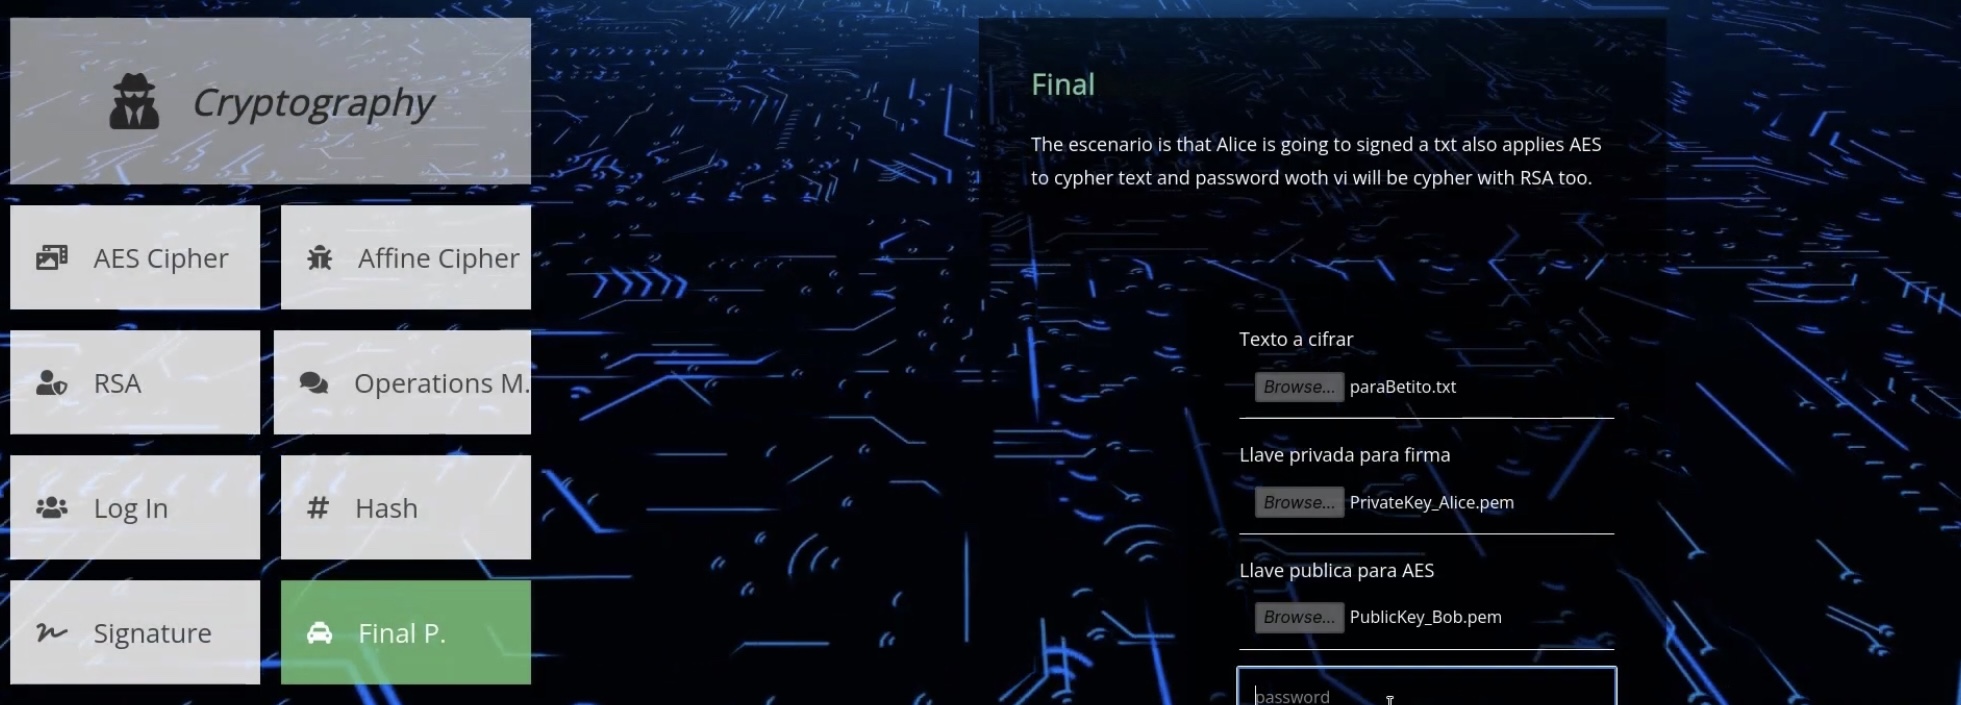 Cryptography
AES Cipher
Affine Cipher
RSA
Operations M.
Log In
Hash
Signature
Final P.
Final
The escenario is that Alice is going to signed a txt also applies AES
to cypher text and password woth vi will be cypher with RSA too.
Texto a cifrar
Browse... paraBetito.txt
Llave privada para firma
Browse... PrivateKey_Alice.pem
Llave publica para AES
Browse... PublicKey_Bob.pem
password